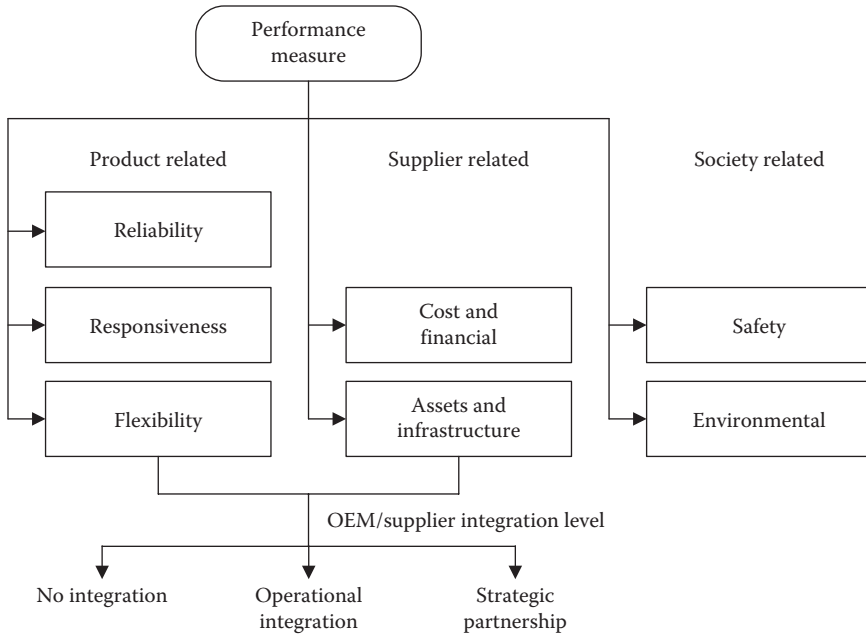 Performance
measure
Product related
Supplier related
Society related
Reliability
Responsiveness
Cost and
financial
Safety
Flexibility
Assets and
infrastructure
Environmental
OEM/supplier integration level
No integration
Operational
integration
Strategic
partnership